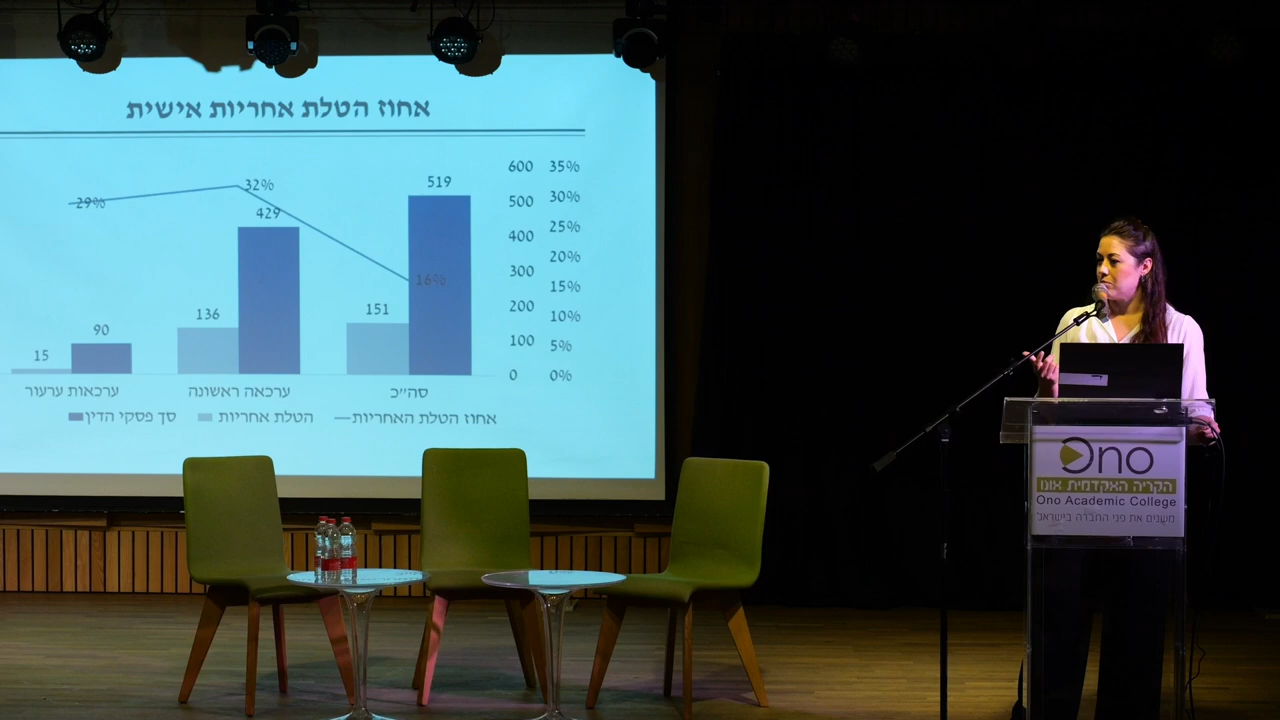 אחוז הטלת אחריות אישית
600 35%
500 30%
400 25%
300 20%
200 15%
100 10%
0 5%
0%
519
151
16%
32%
429
136
29%
90
15
סה״כ
ערכאה ראשונה
ערכאות ערעור
סך פסקי הדין
הטלת אחריות
אחוז הטלת האחריות
Ono
הקריה האקדמית אונו
Ono Academic College
משנים את פני החברה בישראל